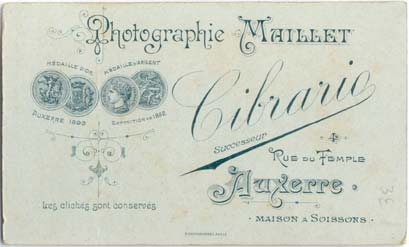 Photographie Maillet
MÉDAILLE D'OR MÉDAILLE D'ARGENT
AUXERRE 1893 EXPOSITION DE 1892
Cibrario
Successeur
4
Rue du Temple
Auxerre
MAISON A SOISSONS
Les clichés sont conservés